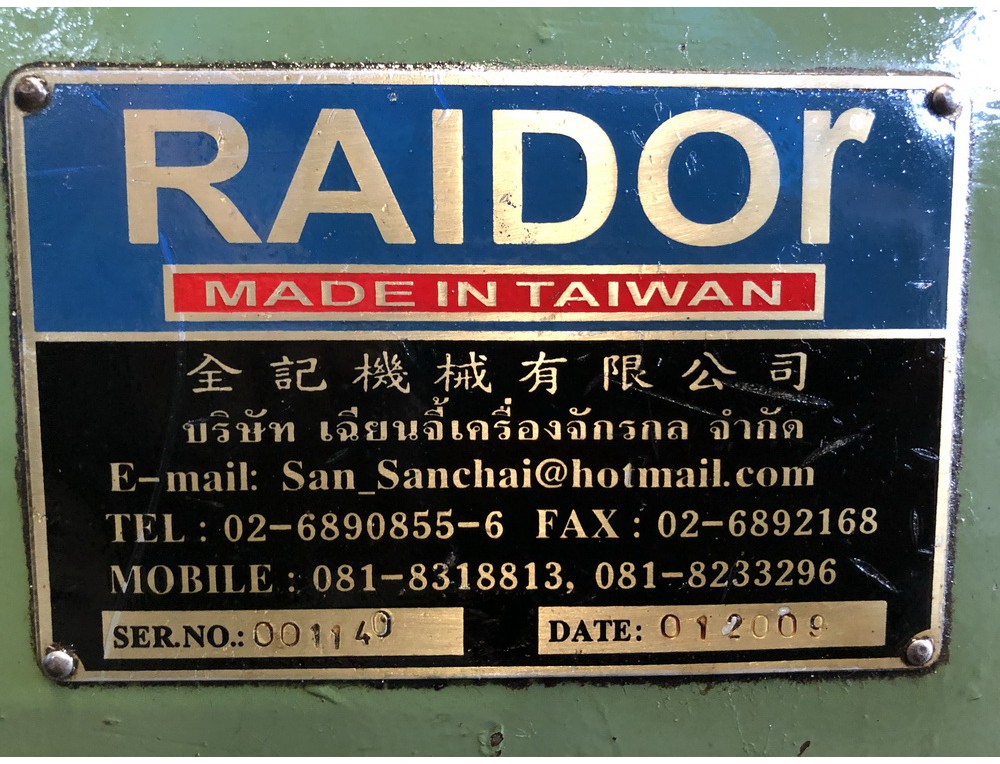 RAIDOr
MADE IN TAIWAN
全記機械有限公司
บริษัท เฉียนจี้เครื่องจักรกล จำกัด
E-mail: San_Sanchai@hotmail.com
TEL : 02-6890855-6 FAX : 02-6892168
MOBILE : 081-8318813, 081-8233296
SER.NO.: 001140 DATE: 012009